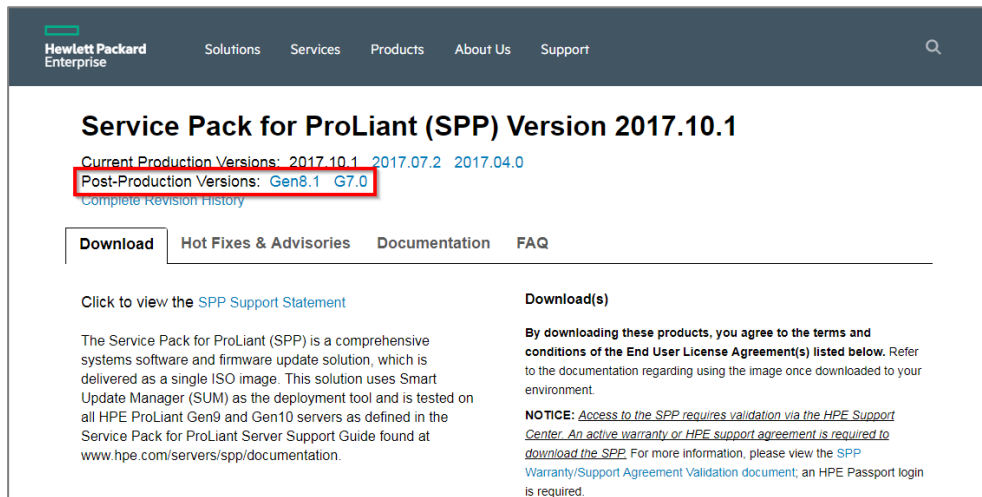 Hewlett Packard
Enterprise
Solutions Services Products About Us Support
Service Pack for ProLiant (SPP) Version 2017.10.1
Current Production Versions: 2017.10.1 2017.07.2 2017.04.0
Post-Production Versions: Gen8.1 G7.0
Complete Revision History
Download Hot Fixes & Advisories Documentation FAQ
Click to view the SPP Support Statement
The Service Pack for ProLiant (SPP) is a comprehensive
systems software and firmware update solution, which is
delivered as a single ISO image. This solution uses Smart
Update Manager (SUM) as the deployment tool and is tested on
all HPE ProLiant Gen9 and Gen10 servers as defined in the
Service Pack for ProLiant Server Support Guide found at
www.hpe.com/servers/spp/documentation.
Download(s)
By downloading these products, you agree to the terms and
conditions of the End User License Agreement(s) listed below. Refer
to the documentation regarding using the image once downloaded to your
environment.
NOTICE: Access to the SPP requires validation via the HPE Support
Center. An active warranty or HPE support agreement is required to
download the SPP. For more information, please view the SPP
Warranty/Support Agreement Validation document; an HPE Passport login
is required.